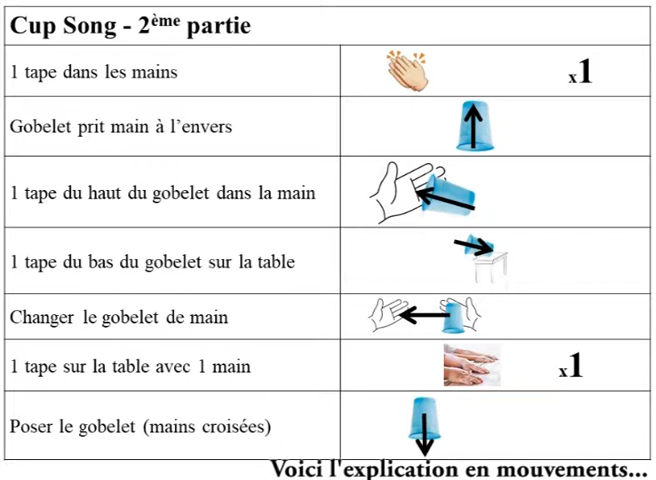 Cup Song - 2ème partie
1 tape dans les mains
x1
Gobelet prit main à l’envers
1 tape du haut du gobelet dans la main
1 tape du bas du gobelet sur la table
Changer le gobelet de main
1 tape sur la table avec 1 main
x1
Poser le gobelet (mains croisées)
Voici l'explication en mouvements...